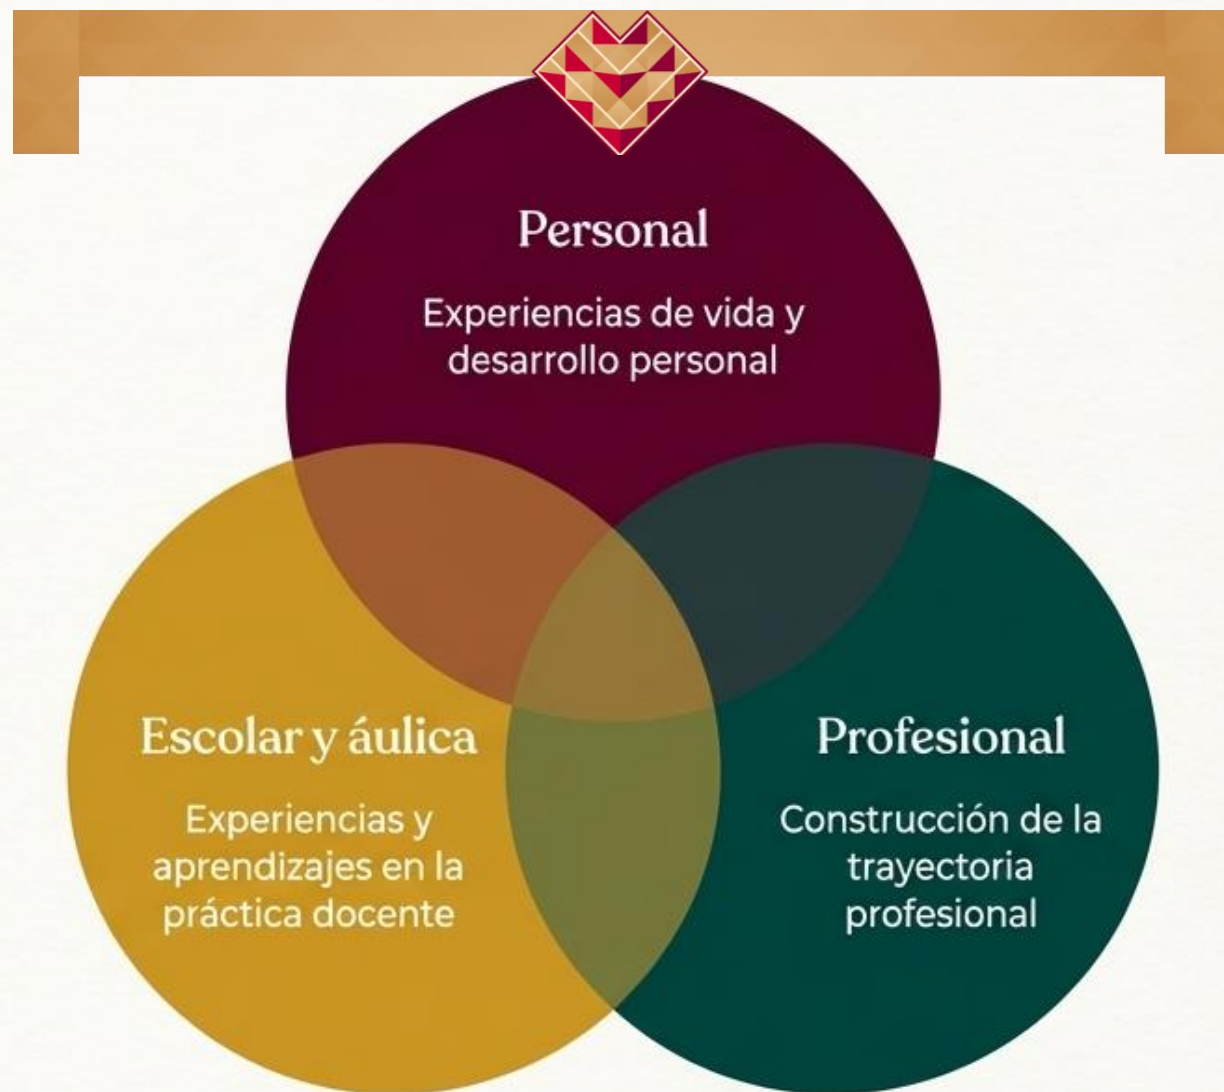 Personal
Experiencias de vida y
desarrollo personal
Escolar y áulica
Experiencias y
aprendizajes en la
práctica docente
Profesional
Construcción de la
trayectoria
profesional